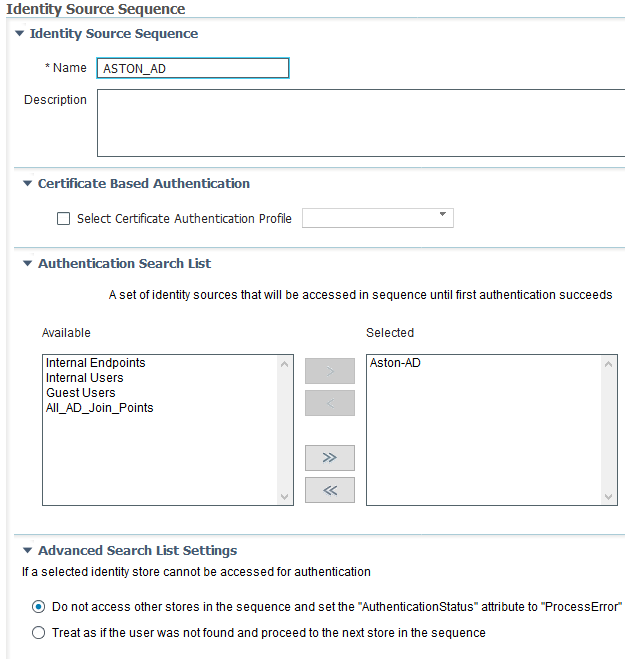 Identity Source Sequence
Identity Source Sequence
* Name ASTON_AD
Description
Certificate Based Authentication
Select Certificate Authentication Profile
Authentication Search List
A set of identity sources that will be accessed in sequence until first authentication succeeds
Available Selected
Internal Endpoints
Internal Users
Guest Users
All_AD_Join_Points
Aston-AD
Advanced Search List Settings
If a selected identity store cannot be accessed for authentication
Do not access other stores in the sequence and set the "AuthenticationStatus" attribute to "ProcessError"
Treat as if the user was not found and proceed to the next store in the sequence